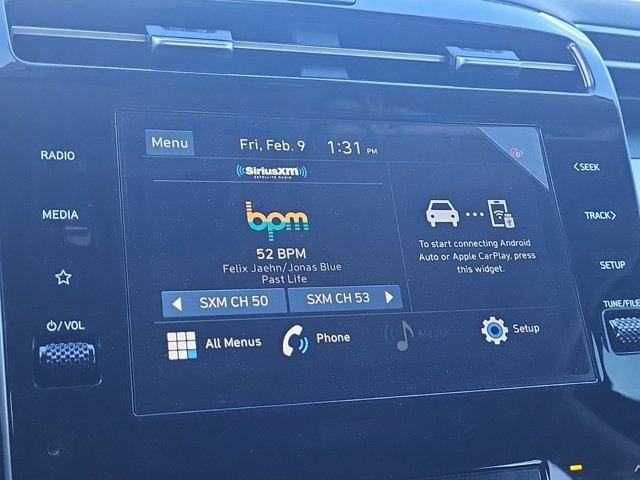 Menu
Fri, Feb. 9
1:31 PM
RADIO
MEDIA
VOL
SiriusXM
SATELLITE RADIO
bpm
52 BPM
Felix Jaehn/Jonas Blue
Past Life
SXM CH 50
SXM CH 53
To start connecting Android
Auto or Apple CarPlay, press
this widget.
All Menus
Phone
Media
Setup
SEEK
TRACK
SETUP
TUNE/FILE